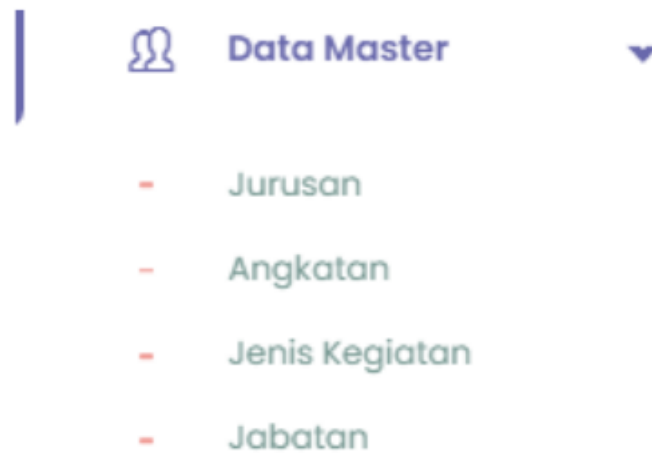 Data Master
- Jurusan
- Angkatan
- Jenis Kegiatan
- Jabatan